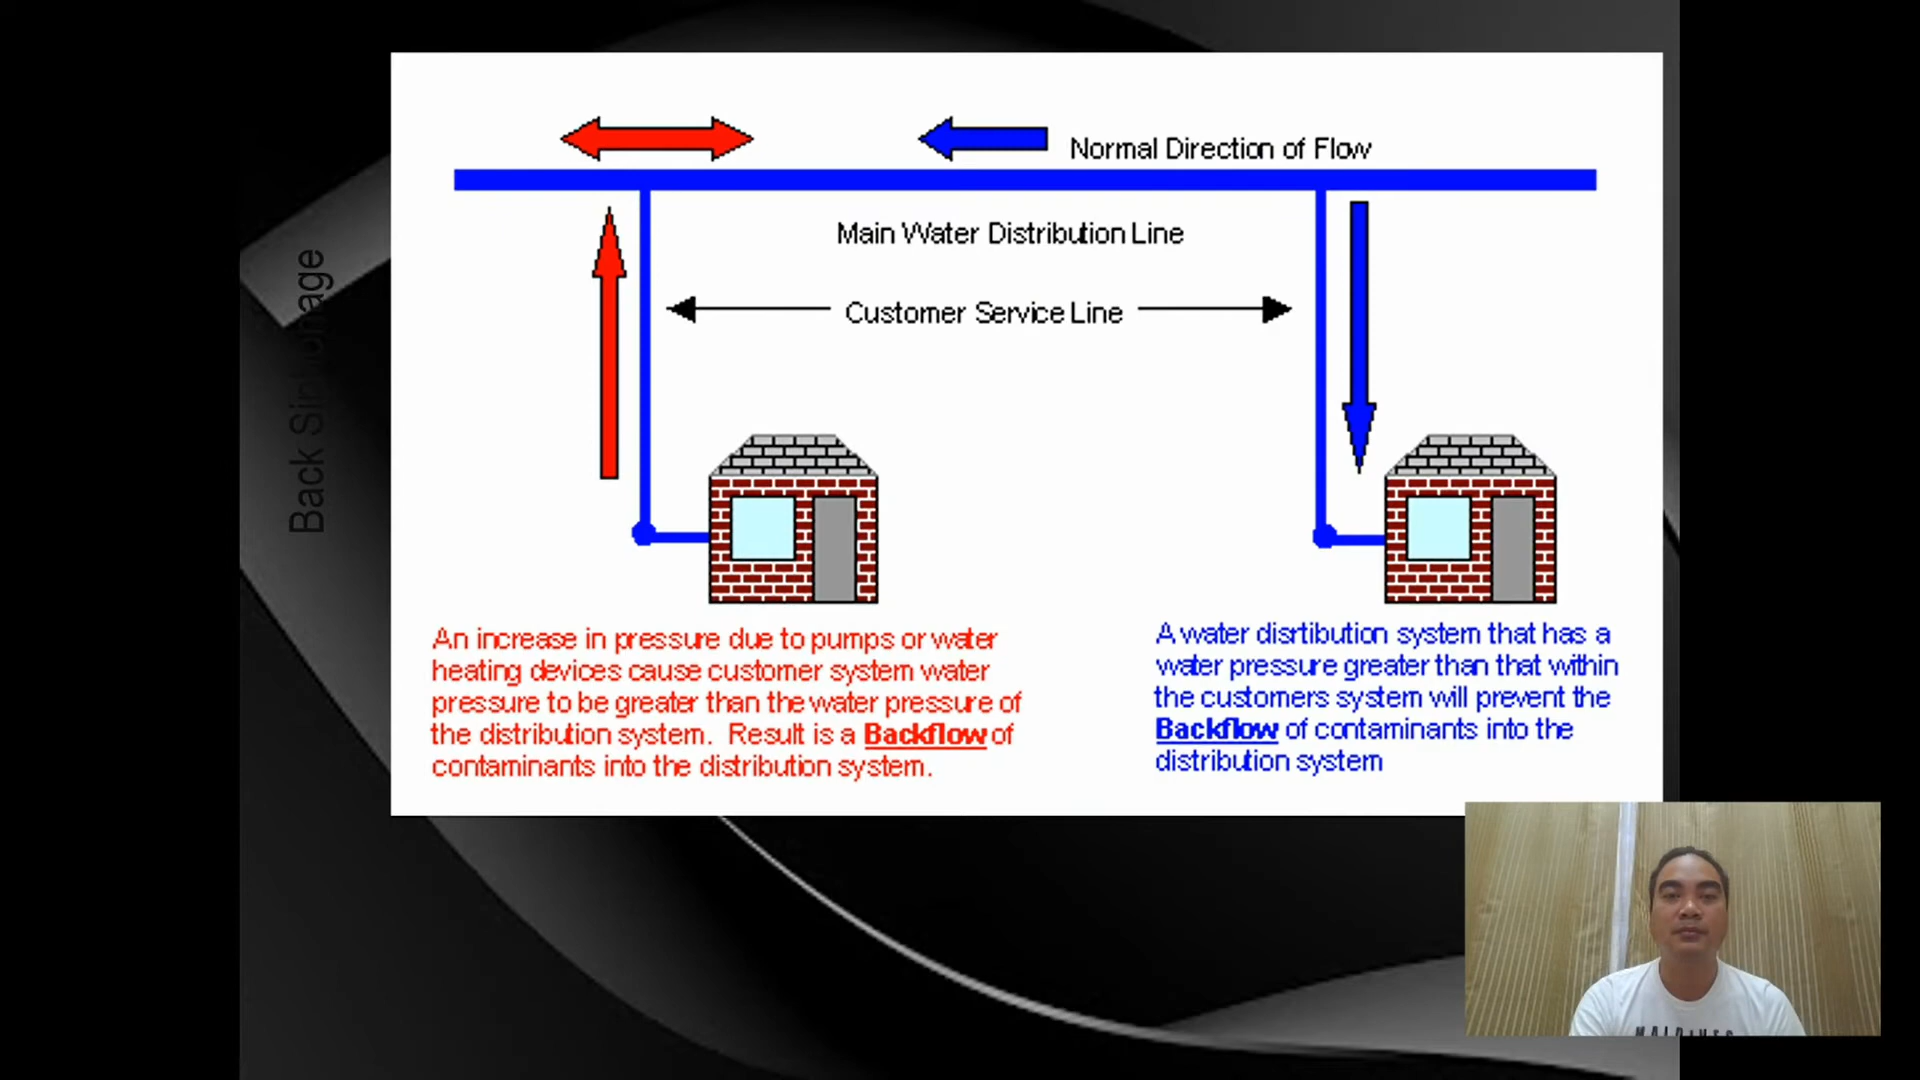 Normal Direction of Flow
Main Water Distribution Line
Customer Service Line
Back
An increase in pressure due to pumps or water
heating devices cause customer system water
pressure to be greater than the water pressure of
the distribution system. Result is a Backflow of
contaminants into the distribution system.
A water disrtibution system that has a
water pressure greater than that within
the customers system will prevent the
Backflow of contaminants into the
distribution system
MALDIVES